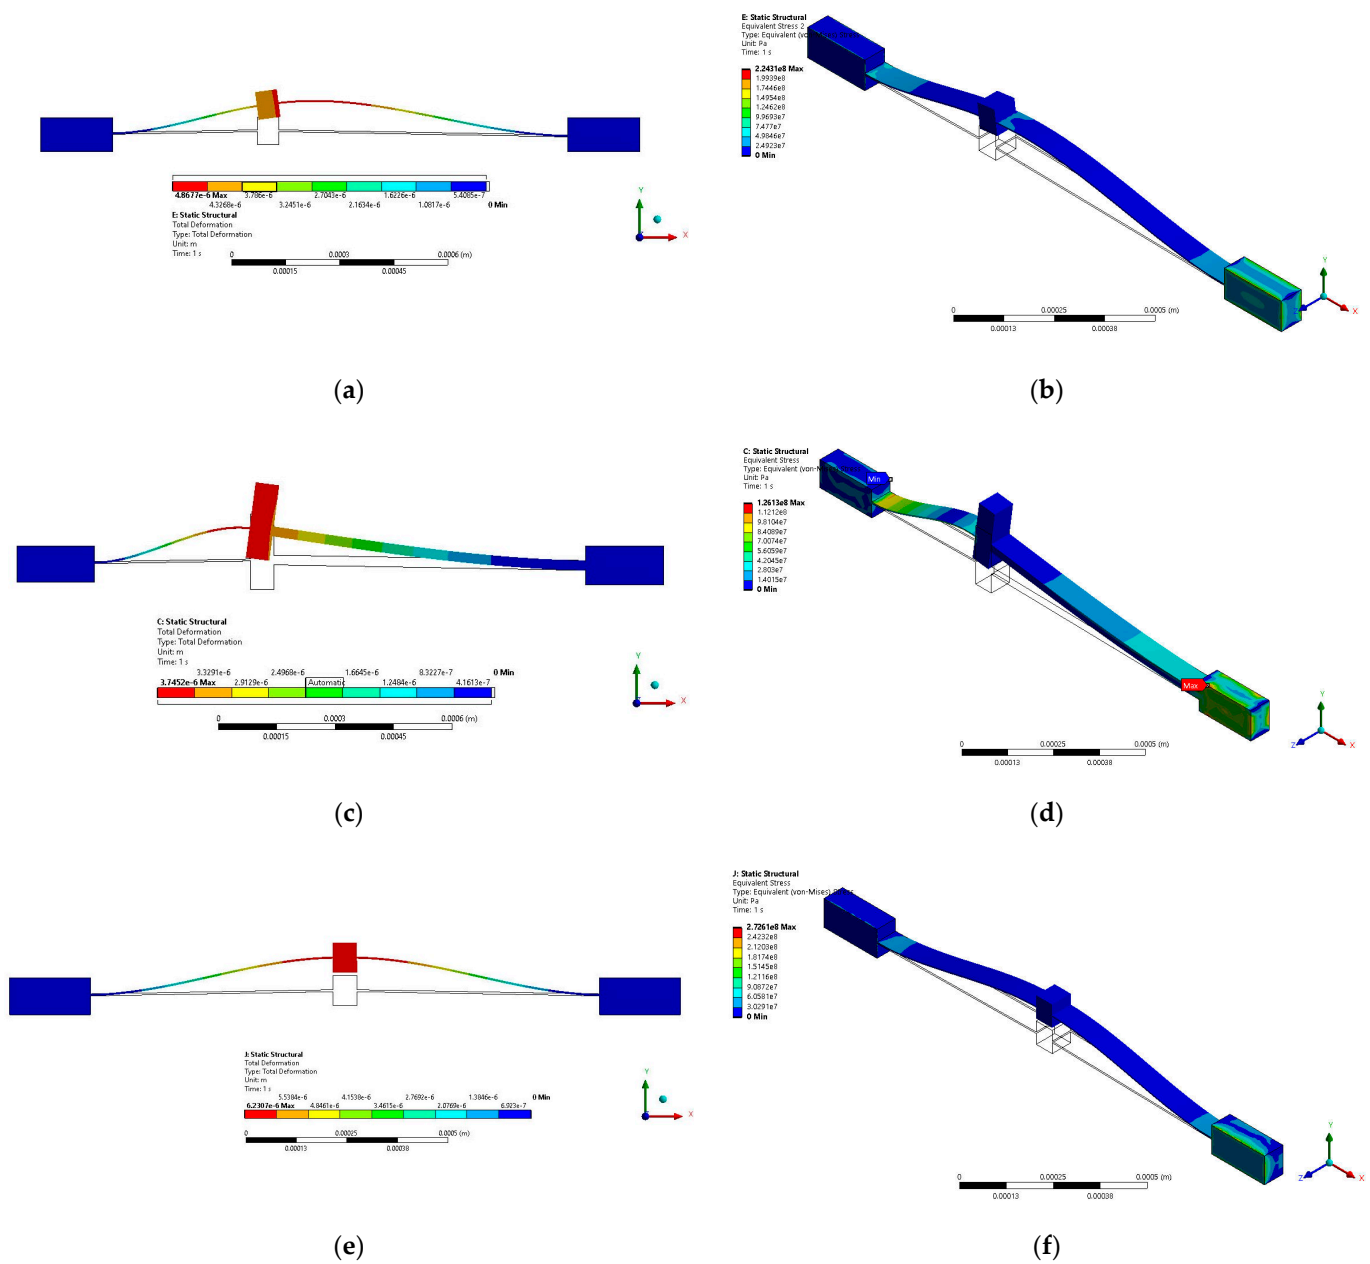 4.8677e-6 Max
3.786e-6
2.7043e-6
1.6226e-6
5.4085e-7
4.3268e-6
3.2451e-6
2.1634e-6
1.0817e-6
0 Min
E: Static Structural
Total Deformation
Type: Total Deformation
Unit: m
Time: 1 s
0
0.0003
0.0006 (m)
0.00015
0.00045
Y
X
(a)
E: Static Structural
Equivalent Stress 2
Type: Equivalent (vo
Unit: Pa
Time: 1 s
2.2431e8 Max
1.9939e8
1.7446e8
1.4954e8
1.2462e8
9.9693e7
7.477e7
4.9846e7
2.4923e7
0 Min
0
0.00025
0.0005 (m)
0.00013
0.00038
Y
Z
X
(b)
C: Static Structural
Total Deformation
Type: Total Deformation
Unit: m
Time: 1 s
3.3291e-6
2.4968e-6
1.6645e-6
8.3227e-7
0 Min
3.7452e-6 Max
2.9129e-6
Automatic
1.2484e-6
4.1613e-7
0
0.0003
0.0006 (m)
0.00015
0.00045
Y
X
(c)
C: Static Structural
Equivalent Stress
Type: Equivalent (von-
Unit: Pa
Time: 1 s
1.2613e8 Max
1.1212e8
9.8104e7
8.4089e7
7.0074e7
5.6059e7
4.2045e7
2.803e7
1.4015e7
0 Min
Min
Max
0
0.00025
0.0005 (m)
0.00013
0.00038
Y
Z
X
(d)
J: Static Structural
Total Deformation
Type: Total Deformation
Unit: m
Time: 1 s
5.5384e-6
4.1538e-6
2.7692e-6
1.3846e-6
0 Min
6.2307e-6 Max
4.8461e-6
3.4615e-6
2.0769e-6
6.923e-7
0
0.00025
0.0005 (m)
0.00013
0.00038
Y
X
(e)
J: Static Structural
Equivalent Stress
Type: Equivalent (von-Mises)
Unit: Pa
Time: 1 s
2.7261e8 Max
2.4232e8
2.1203e8
1.8174e8
1.5145e8
1.2116e8
9.0872e7
6.0581e7
3.0291e7
0 Min
0
0.00025
0.0005 (m)
0.00013
0.00038
Y
Z
X
(f)